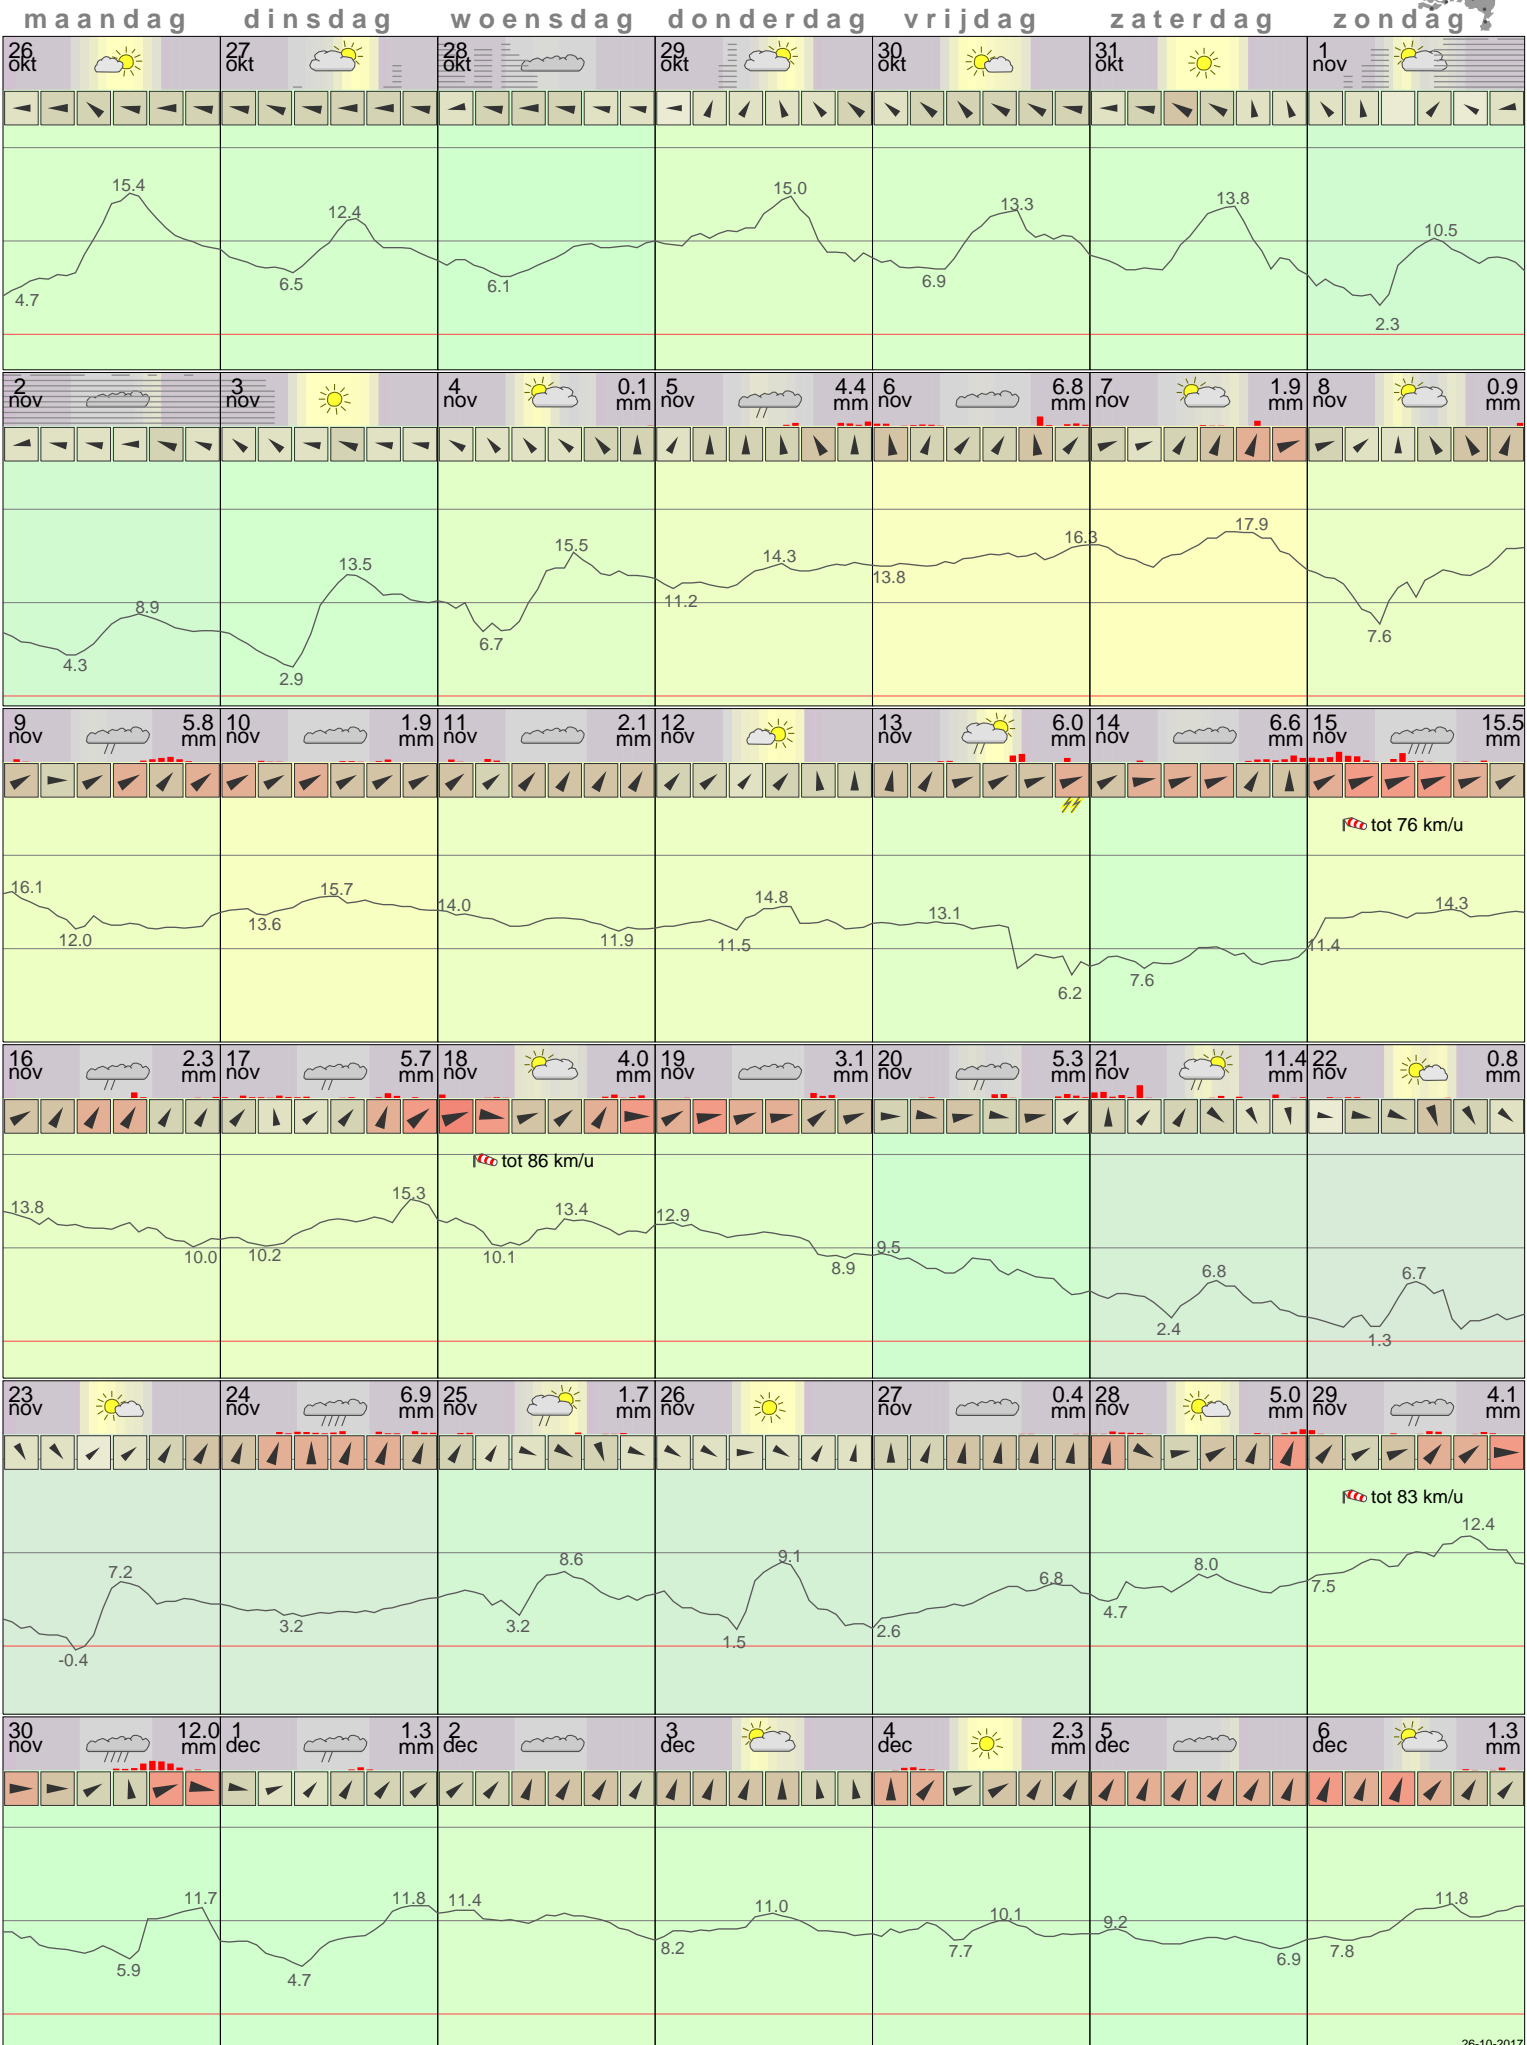 maandag dinsdag woensdag donderdag vrijdag zaterdag zondag
26 okt 27 okt 28 okt 29 okt 30 okt 31 okt 1 nov
15.4 12.4 15.0 13.3 13.8 10.5
4.7 6.5 6.1 6.9 2.3
2 nov 3 nov 4 nov 0.1 mm 5 nov 4.4 mm 6 nov 6.8 mm 7 nov 1.9 mm 8 nov 0.9 mm
8.9 13.5 15.5 14.3 16.3 17.9
4.3 2.9 6.7 11.2 13.8 7.6
9 nov 5.8 mm 10 nov 1.9 mm 11 nov 2.1 mm 12 nov 13 nov 6.0 mm 14 nov 6.6 mm 15 nov 15.5 mm
tot 76 km/u
16.1 15.7 14.0 14.8 13.1 14.3
12.0 13.6 11.9 11.5 6.2 7.6 11.4
16 nov 2.3 mm 17 nov 5.7 mm 18 nov 4.0 mm 19 nov 3.1 mm 20 nov 5.3 mm 21 nov 11.4 mm 22 nov 0.8 mm
tot 86 km/u
13.8 15.3 13.4 12.9 9.5 6.8 6.7
10.0 10.2 10.1 8.9 2.4 1.3
23 nov 24 nov 6.9 mm 25 nov 1.7 mm 26 nov 27 nov 0.4 mm 28 nov 5.0 mm 29 nov 4.1 mm
tot 83 km/u
7.2 8.6 9.1 6.8 8.0 12.4
-0.4 3.2 3.2 1.5 2.6 4.7 7.5
30 nov 12.0 mm 1 dec 1.3 mm 2 dec 3 dec 4 dec 2.3 mm 5 dec 6 dec 1.3 mm
11.7 11.8 11.4 11.0 10.1 9.2 11.8
5.9 4.7 8.2 7.7 6.9 7.8
26-10-2017